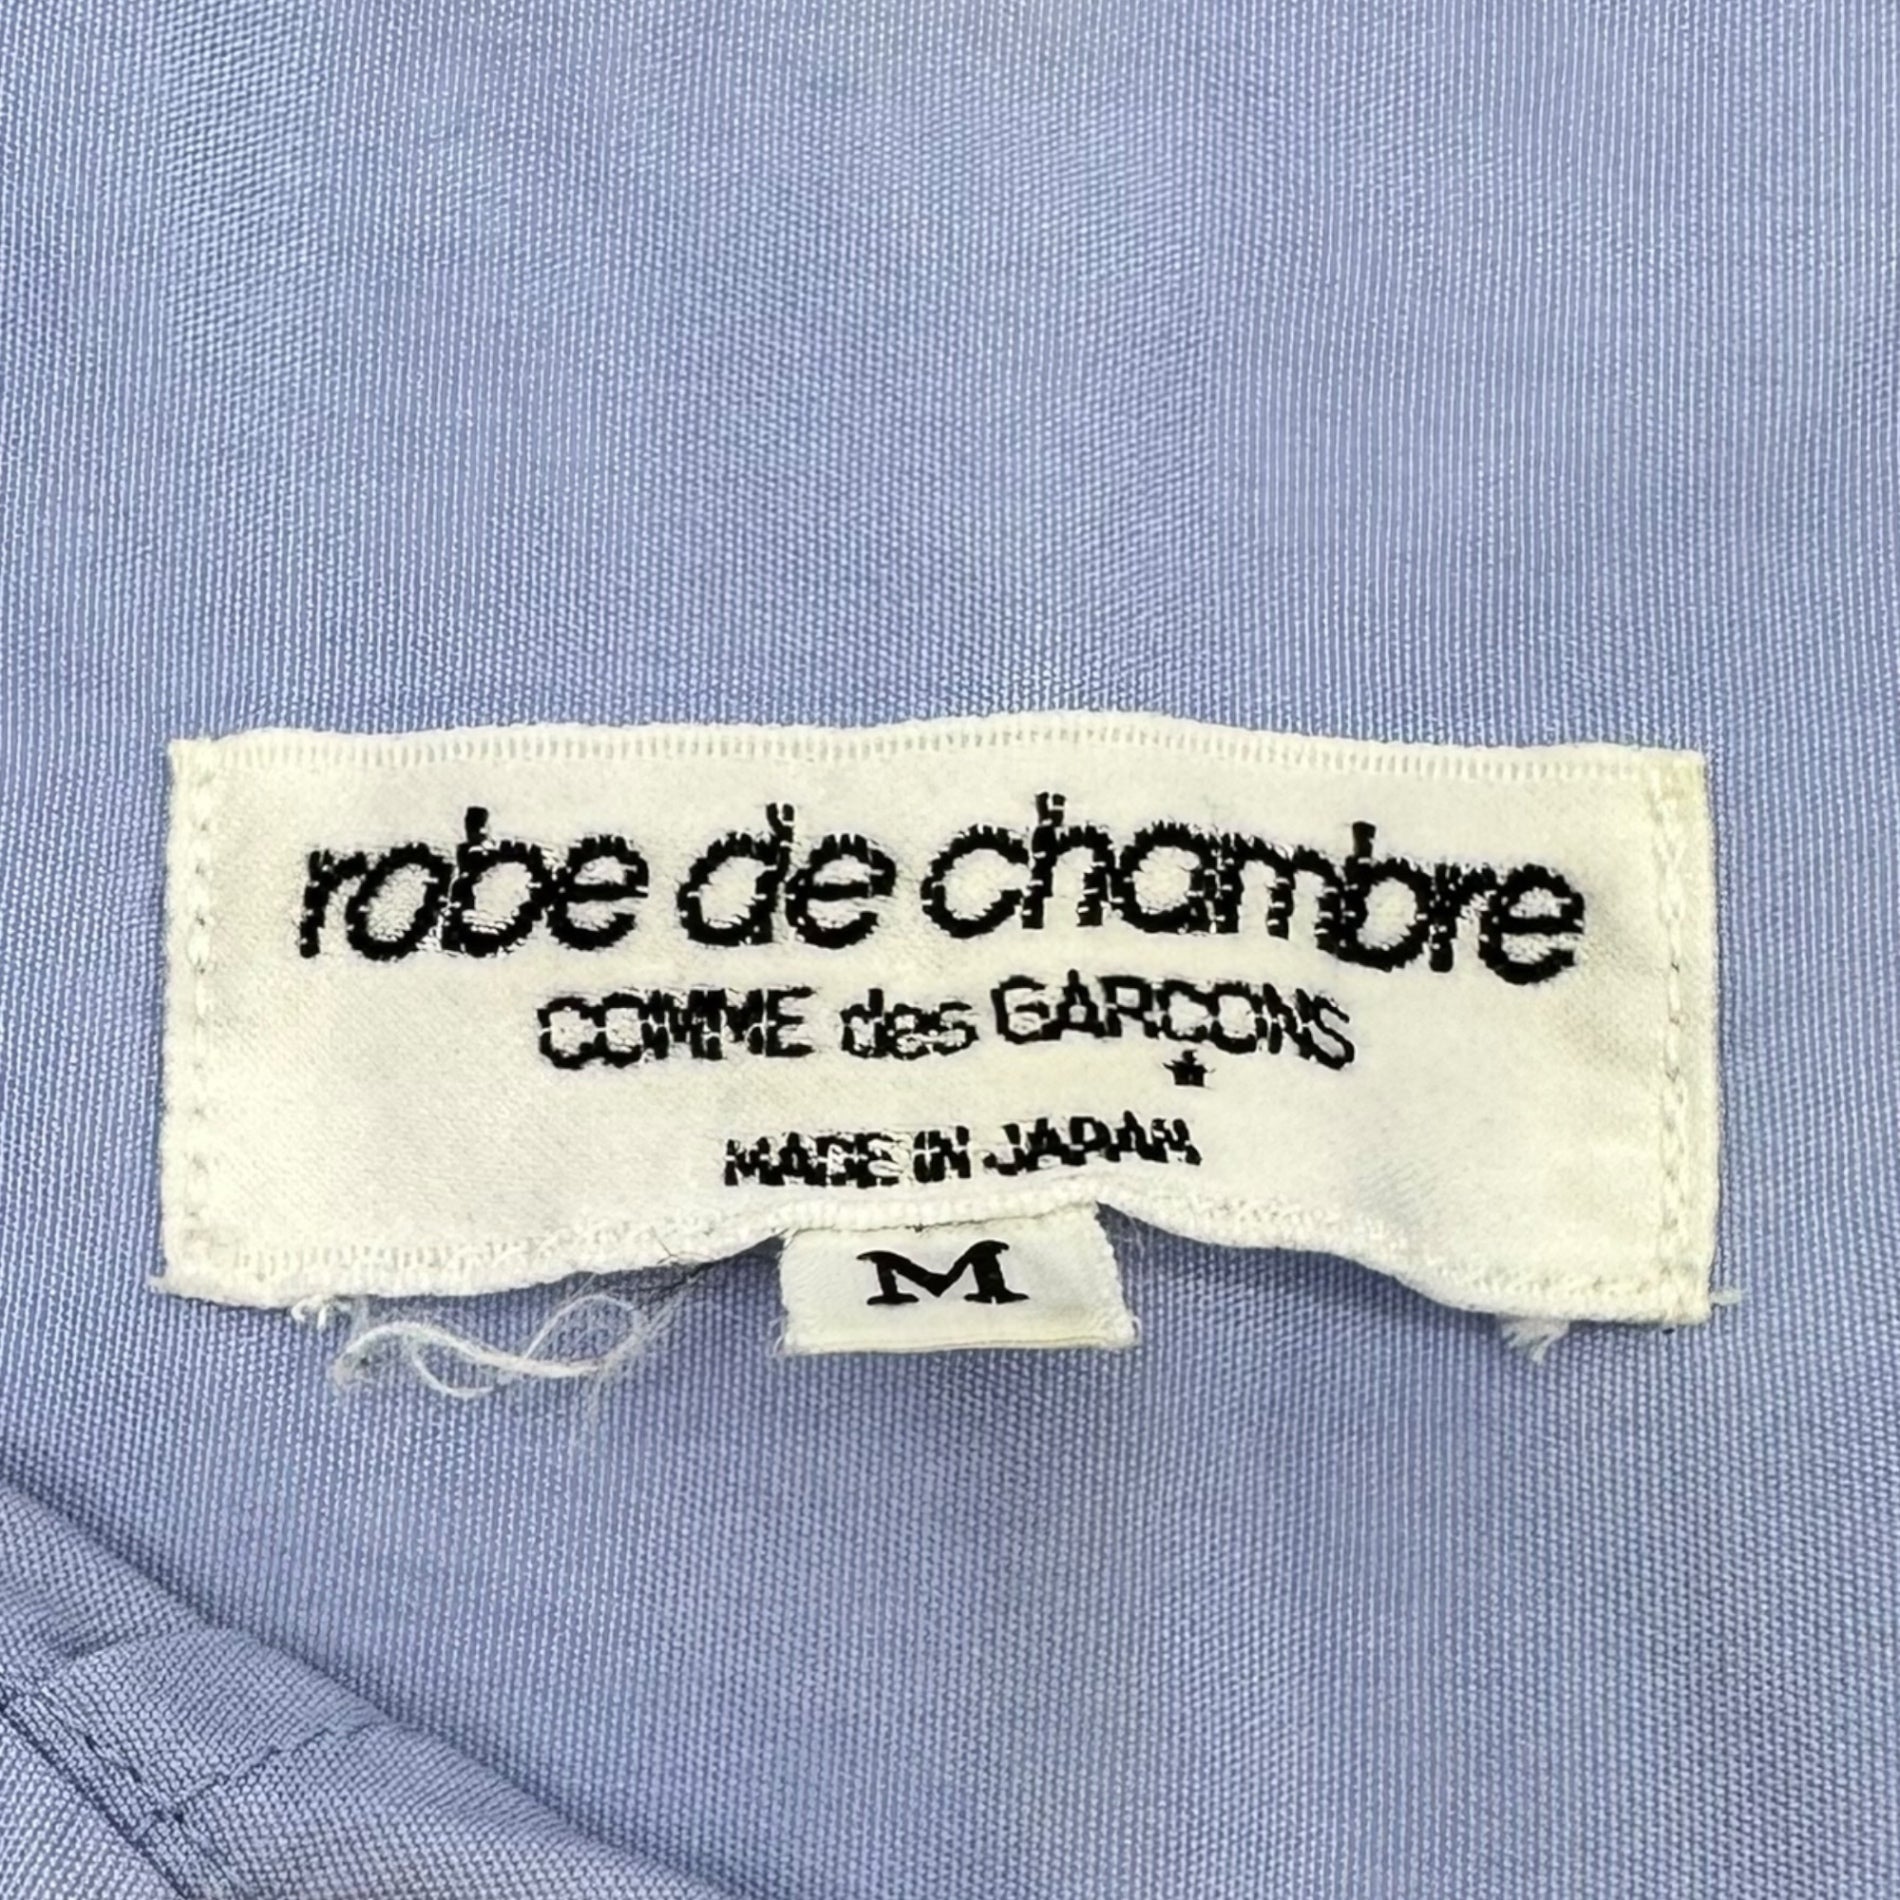 robe de chambre
COMME des GARÇONS
MADE IN JAPAN
M